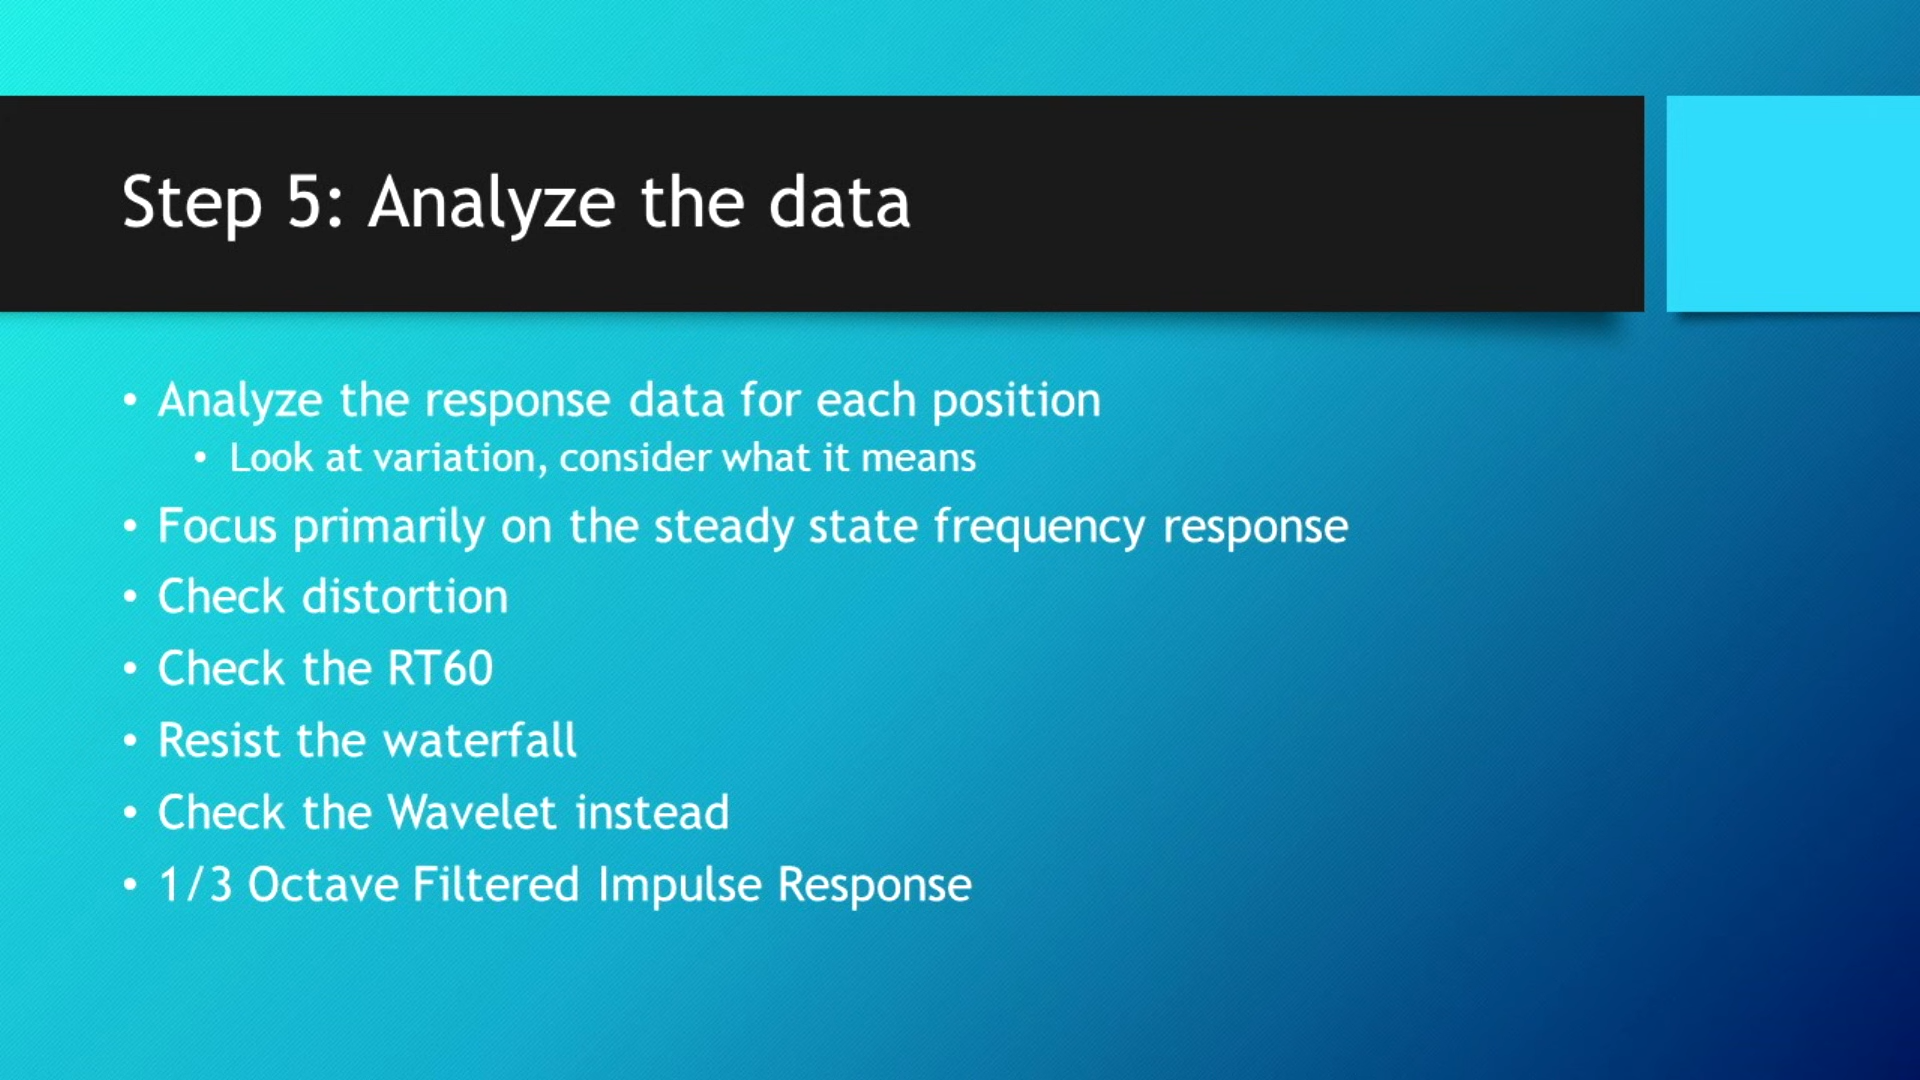 Step 5: Analyze the data
• Analyze the response data for each position
• Look at variation, consider what it means
• Focus primarily on the steady state frequency response
• Check distortion
• Check the RT60
• Resist the waterfall
• Check the Wavelet instead
• 1/3 Octave Filtered Impulse Response